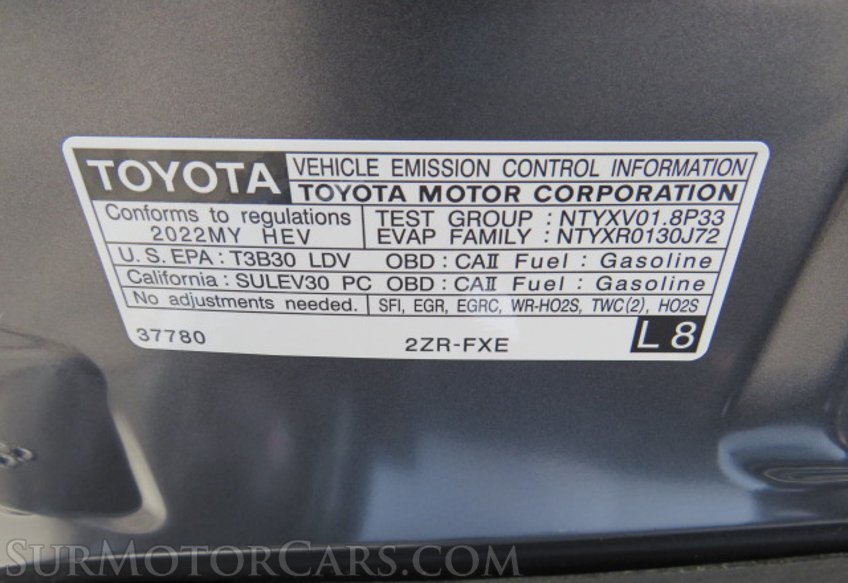 TOYOTA
VEHICLE EMISSION CONTROL INFORMATION
TOYOTA MOTOR CORPORATION
Conforms to regulations
2022MY HEV
TEST GROUP : NTYXV01.8P33
EVAP FAMILY : NTYXR0130J72
U.S.EPA : T3B30 LDV OBD : CAII Fuel : Gasoline
California : SULEV30 PC OBD : CAII Fuel : Gasoline
No adjustments needed.
SFI, EGR, EGRC, WR-HO2S, TWC(2), HO2S
37780
2ZR-FXE
L 8
SurMotorCars.com